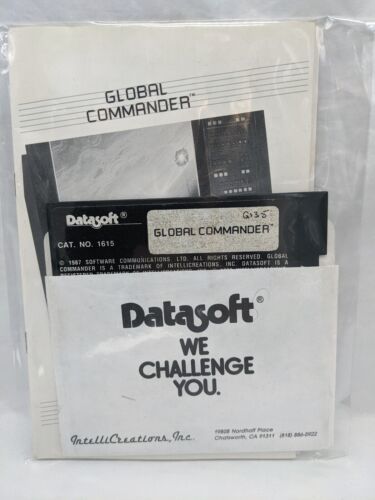 GLOBAL
COMMANDER™
Datasoft®
G135
GLOBAL COMMANDER™
CAT. NO. 1615
© 1987 SOFTWARE COMMUNICATIONS LTD. ALL RIGHTS RESERVED. GLOBAL
COMMANDER IS A TRADEMARK OF INTELLICREATIONS, INC. DATASOFT IS A
Datasoft®
WE
CHALLENGE
YOU.
IntelliCreations, Inc.
19808 Nordhoff Place
Chatsworth, CA 91311 (818) 886-5922